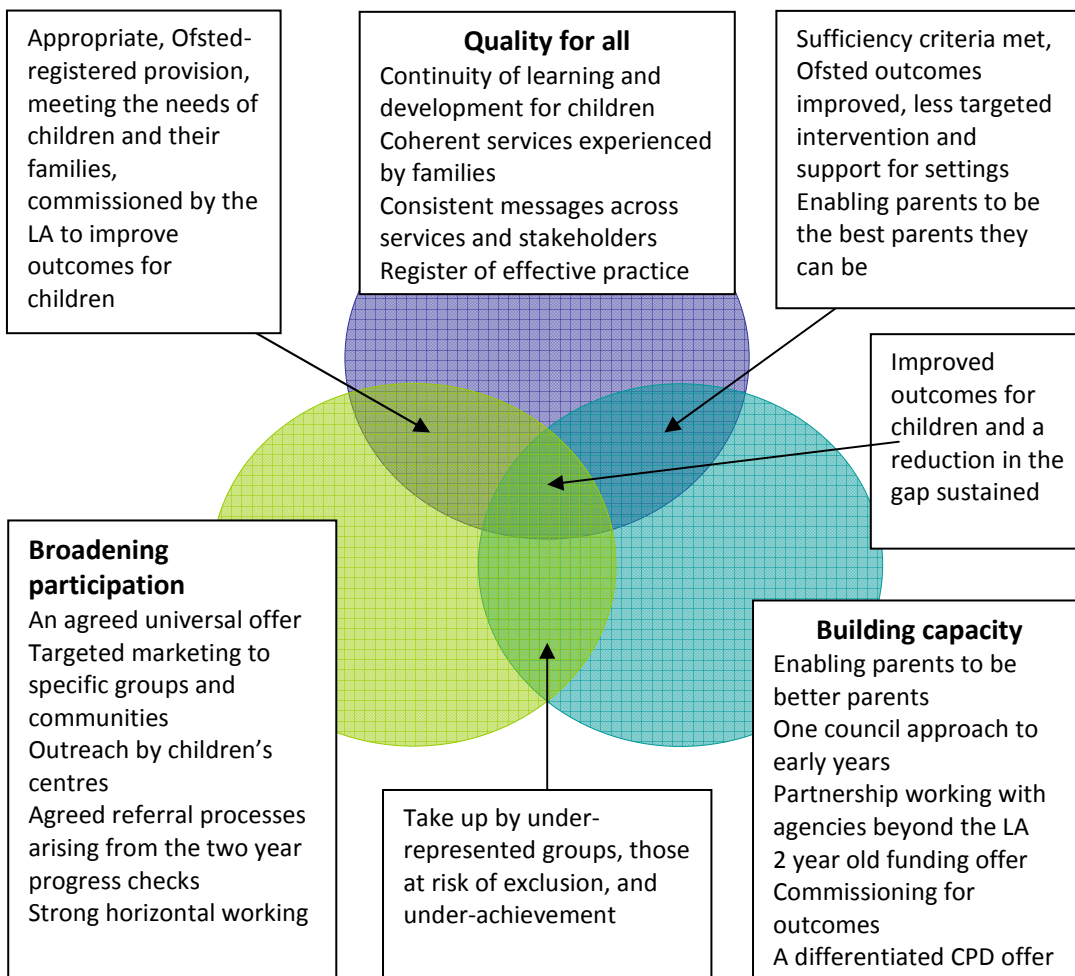 Appropriate, Ofsted-
registered provision,
meeting the needs of
children and their
families,
commissioned by the
LA to improve
outcomes for
children
Quality for all
Continuity of learning and
development for children
Coherent services experienced
by families
Consistent messages across
services and stakeholders
Register of effective practice
Sufficiency criteria met,
Ofsted outcomes
improved, less targeted
intervention and
support for settings
Enabling parents to be
the best parents they
can be
Improved
outcomes for
children and a
reduction in the
gap sustained
Broadening
participation
An agreed universal offer
Targeted marketing to
specific groups and
communities
Outreach by children’s
centres
Agreed referral processes
arising from the two year
progress checks
Strong horizontal working
Take up by under-
represented groups, those
at risk of exclusion, and
under-achievement
Building capacity
Enabling parents to be
better parents
One council approach to
early years
Partnership working with
agencies beyond the LA
2 year old funding offer
Commissioning for
outcomes
A differentiated CPD offer